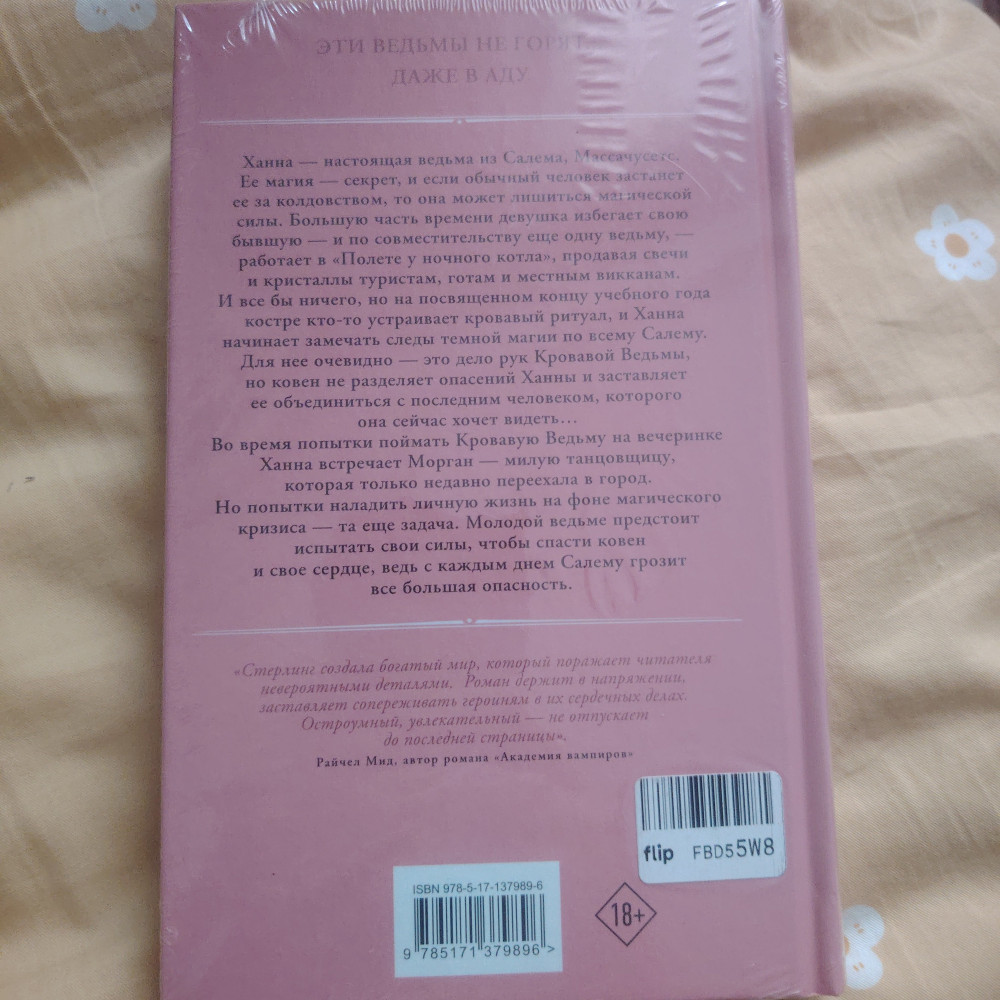 ЭТИ ВЕДЬМЫ НЕ ГОРЯТ
ДАЖЕ В АДУ
Ханна — настоящая ведьма из Салема, Массачусетс.
Ее магия — секрет, и если обычный человек застанет
ее за колдовством, то она может лишиться магической
силы. Большую часть времени девушка избегает свою
бывшую — и по совместительству еще одну ведьму, —
работает в «Полете у ночного котла», продавая свечи
и кристаллы туристам, готам и местным викканам.
И все бы ничего, но на посвященном концу учебного года
костре кто-то устраивает кровавый ритуал, и Ханна
начинает замечать следы темной магии по всему Салему.
Для нее очевидно — это дело рук Кровавой Ведьмы,
но ковен не разделяет опасений Ханны и заставляет
ее объединиться с последним человеком, которого
она сейчас хочет видеть...
Во время попытки поймать Кровавую Ведьму на вечеринке
Ханна встречает Морган — милую танцовщицу,
которая только недавно переехала в город.
Но попытки наладить личную жизнь на фоне магического
кризиса — та еще задача. Молодой ведьме предстоит
испытать свои силы, чтобы спасти ковен
и свое сердце, ведь с каждым днем Салему грозит
все большая опасность.
«Стерлинг создала богатый мир, который поражает читателя
невероятными деталями. Роман держит в напряжении,
заставляет сопереживать героиням в их сердечных делах.
Остроумный, увлекательный — не отпускает
до последней страницы».
Райчел Мид, автор романа «Академия вампиров»
flip FBD55W8
ISBN 978-5-17-137989-6
9 785171 379896 >
18+